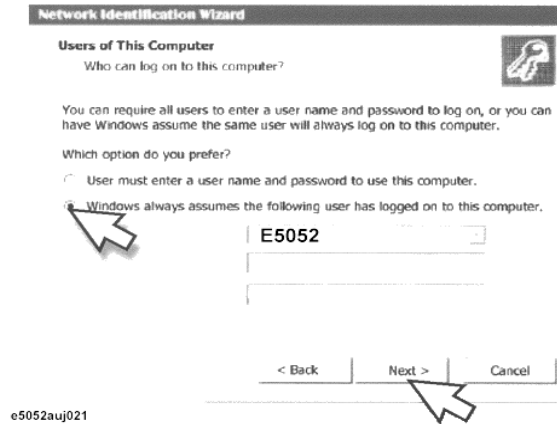 Network Identification Wizard
Users of This Computer
Who can log on to this computer?
You can require all users to enter a user name and password to log on, or you can
have Windows assume the same user will always log on to this computer.
Which option do you prefer?
User must enter a user name and password to use this computer.
Windows always assumes the following user has logged on to this computer.
E5052
< Back
Next >
Cancel
e5052auj021